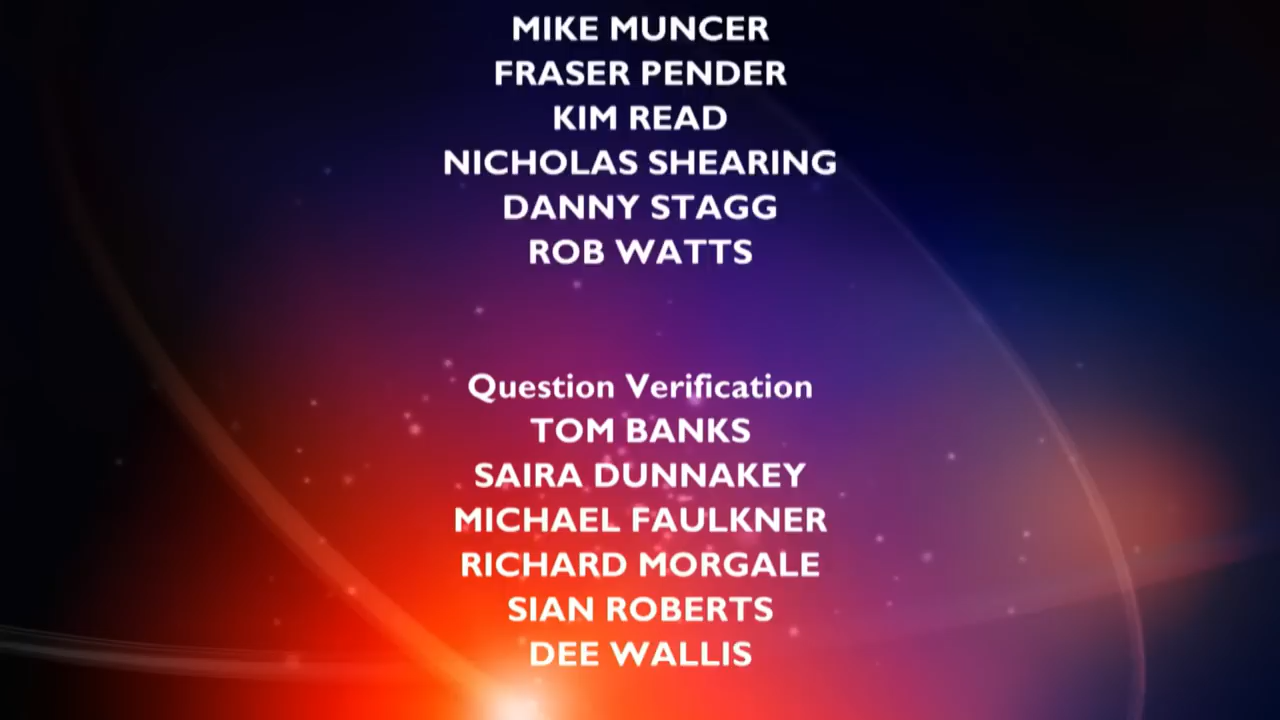 MIKE MUNCER
FRASER PENDER
KIM READ
NICHOLAS SHEARING
DANNY STAGG
ROB WATTS
Question Verification
TOM BANKS
SAIRA DUNNAKEY
MICHAEL FAULKNER
RICHARD MORGALE
SIAN ROBERTS
DEE WALLIS